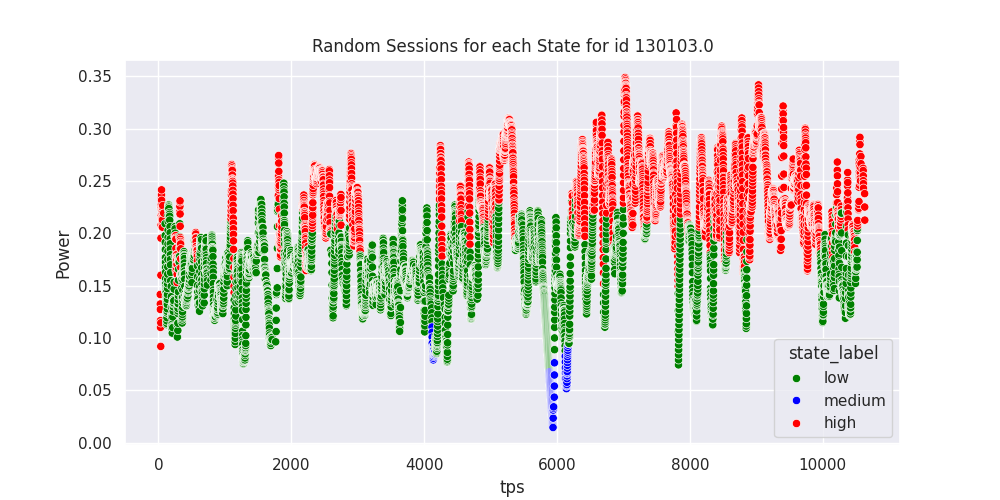 Random Sessions for each State for id 130103.0
Power
0.35
0.30
0.25
0.20
0.15
0.10
0.05
0.00
0
2000
4000
6000
8000
10000
tps
state_label
low
medium
high